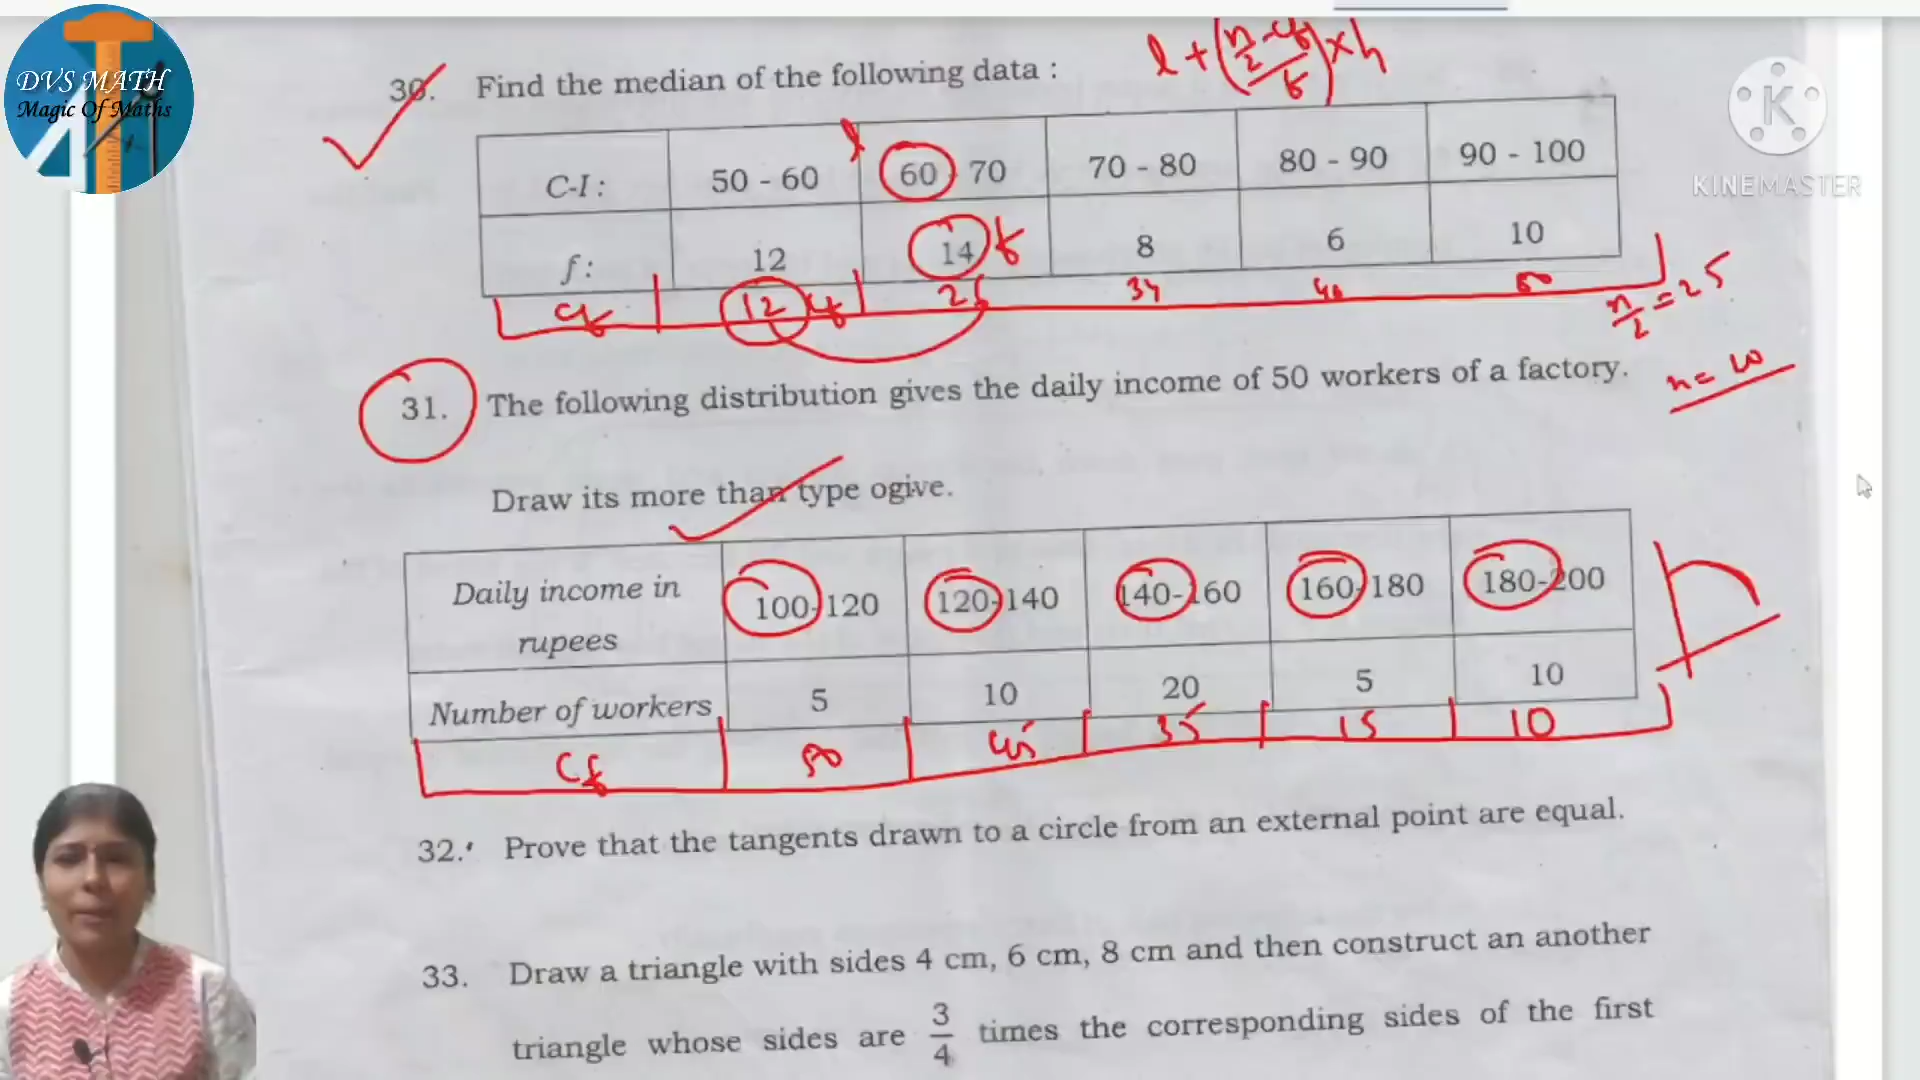 DVS MATH
Magic Of Maths
KINEMASTER
30. Find the median of the following data :
l + (n/2 - cf / f) × h
l
C-I : 50 - 60 60 - 70 70 - 80 80 - 90 90 - 100
f : 12 14 f 8 6 10
cf 12 cf 34 40
n/2 = 25
31. The following distribution gives the daily income of 50 workers of a factory.
n =
Draw its more than type ogive.
Daily income in rupees 100-120 120-140 140-160 160-180 180-200
Number of workers 5 10 20 5 10
Cf 50 45 35 15 10
32. Prove that the tangents drawn to a circle from an external point are equal.
33. Draw a triangle with sides 4 cm, 6 cm, 8 cm and then construct an another
triangle whose sides are 3/4 times the corresponding sides of the first